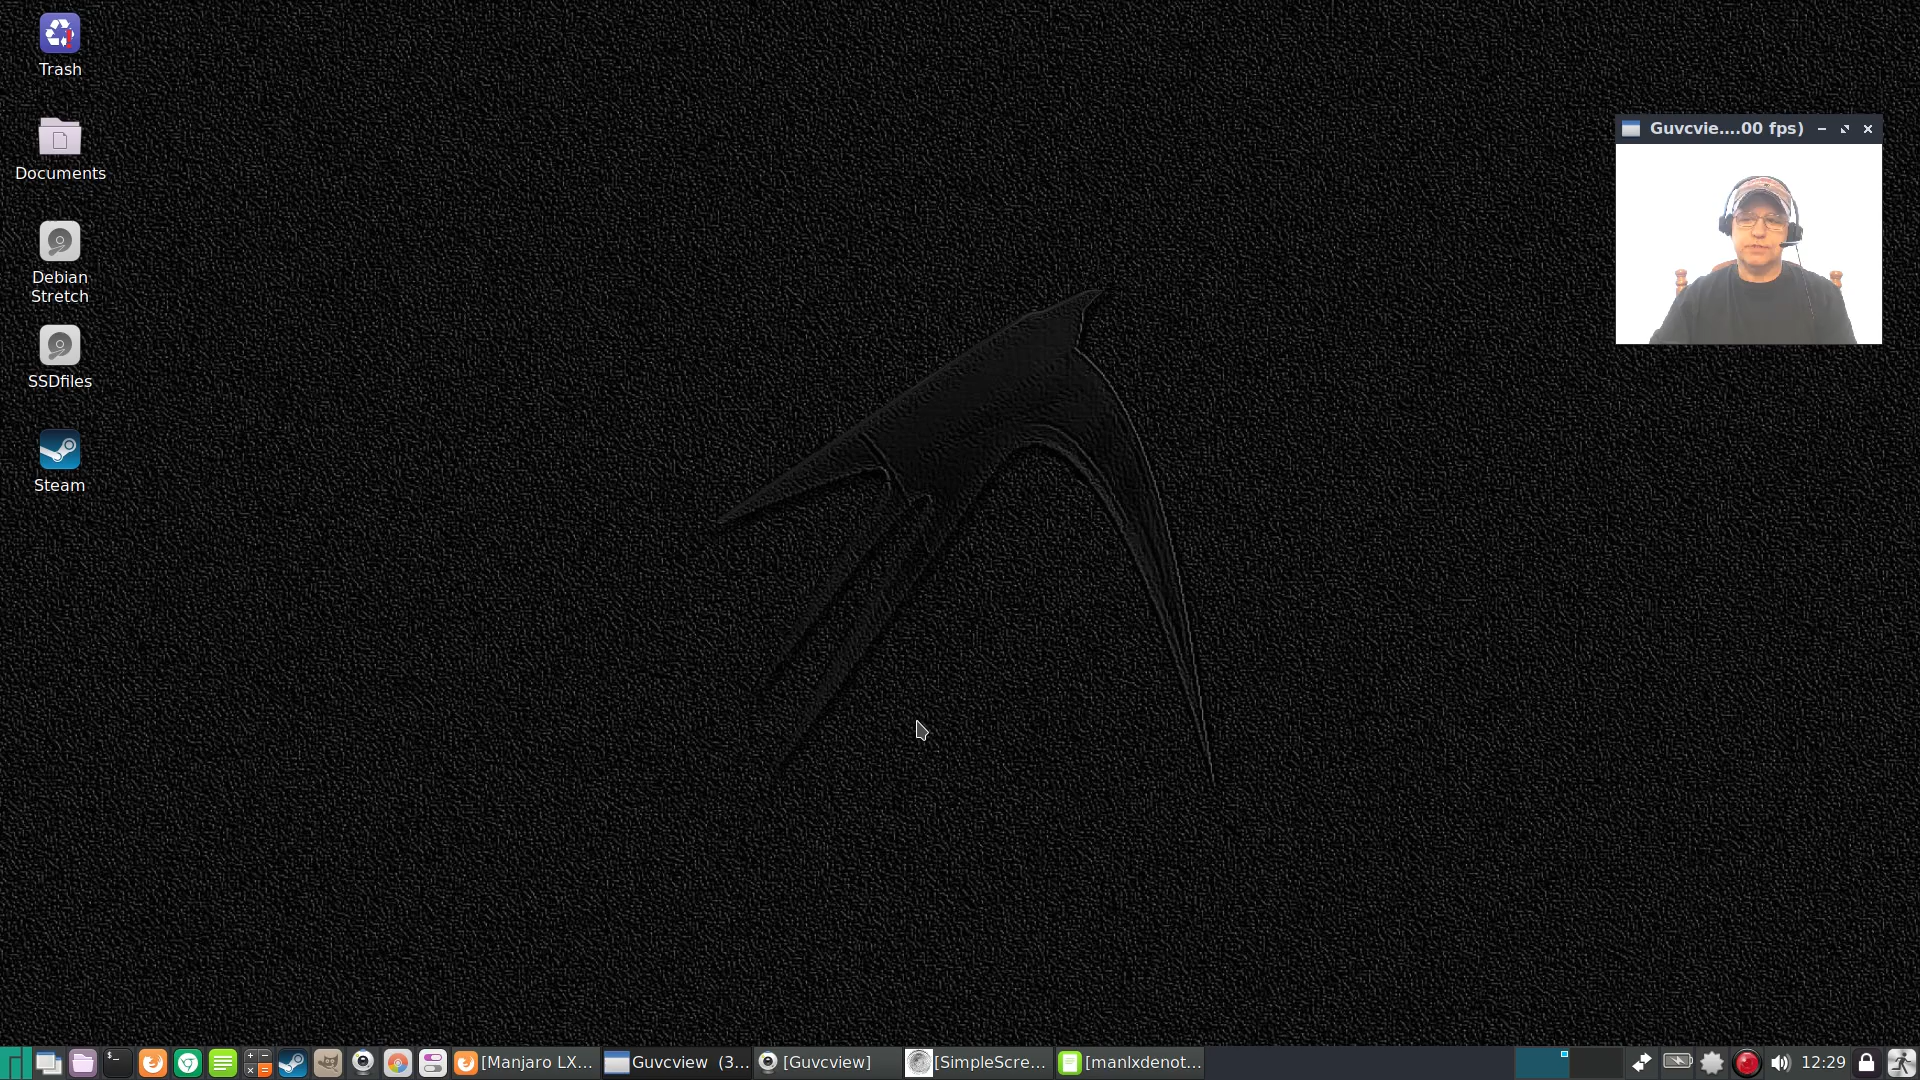 Trash
Documents
Debian
Stretch
SSDfiles
Steam
Guvcvie....00 fps)
[Manjaro LX...
Guvcview (3...
[Guvcview]
[SimpleScre...
[manlxdenot...
12:29